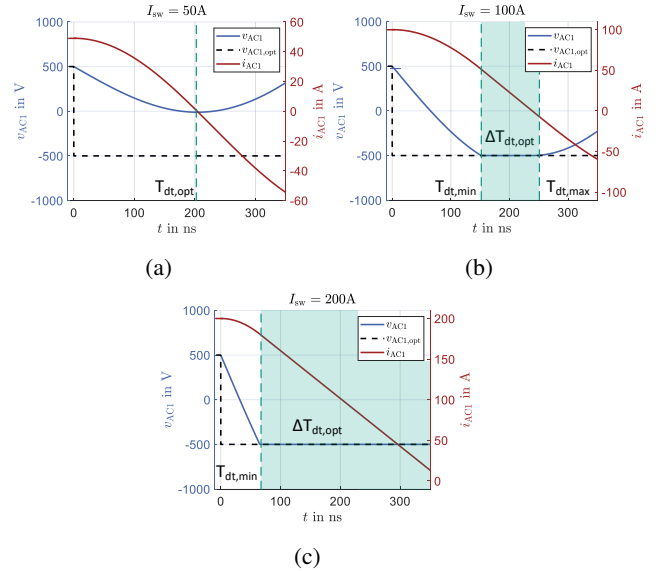 I_sw = 50A
1000
500
0
-500
-1000
v_AC1 in V
60
40
20
0
-20
-40
-60
i_AC1 in A
v_AC1
v_AC1,opt
i_AC1
T_dt,opt
0
100
200
300
t in ns
(a)
I_sw = 100A
1000
500
0
-500
-1000
v_AC1 in V
100
50
0
-50
-100
i_AC1 in A
v_AC1
v_AC1,opt
i_AC1
ΔT_dt,opt
T_dt,min
T_dt,max
0
100
200
300
t in ns
(b)
I_sw = 200A
1000
500
0
-500
-1000
v_AC1 in V
200
150
100
50
0
i_AC1 in A
v_AC1
v_AC1,opt
i_AC1
ΔT_dt,opt
T_dt,min
0
100
200
300
t in ns
(c)